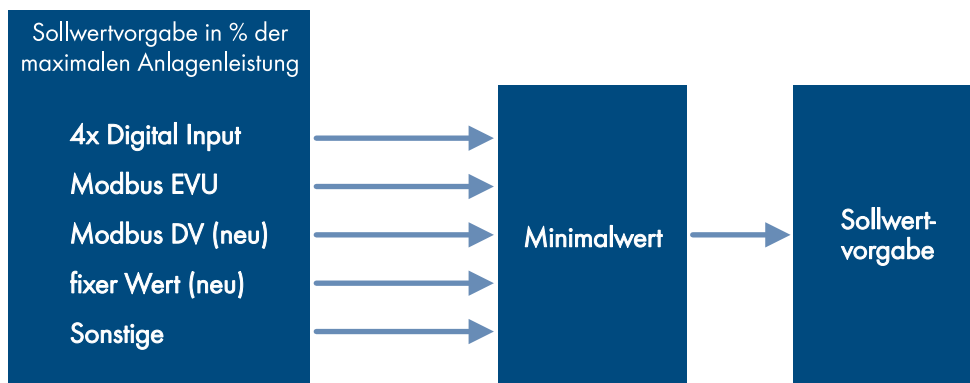 Sollwertvorgabe in % der
maximalen Anlagenleistung
4x Digital Input
Modbus EVU
Modbus DV (neu)
fixer Wert (neu)
Sonstige
Minimalwert
Sollwert-
vorgabe